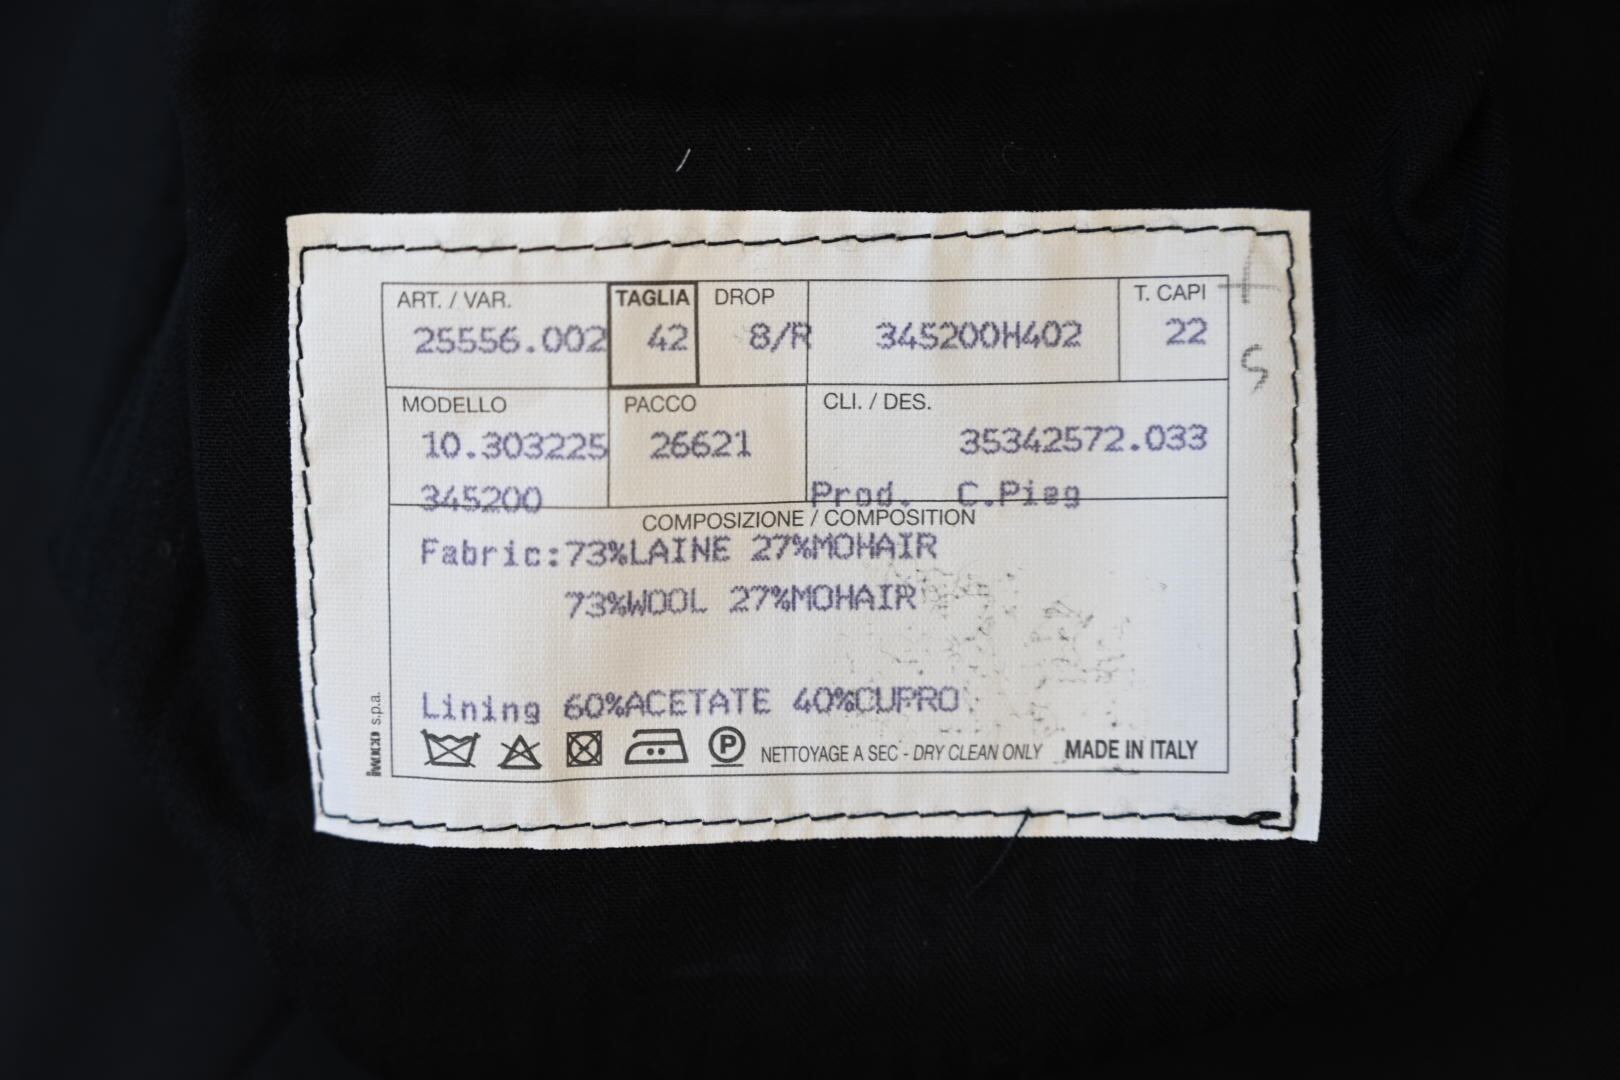 ART. / VAR. TAGLIA DROP T. CAPI
25556.002 42 8/R 345200H402 22
MODELLO PACCO CLI. / DES.
10.303225 26621 35342572.033
345200 Prod. C.Pieg
COMPOSIZIONE / COMPOSITION
Fabric:73%LAINE 27%MOHAIR
73%WOOL 27%MOHAIR
Lining 60%ACETATE 40%CUPRO
P NETTOYAGE A SEC - DRY CLEAN ONLY MADE IN ITALY
s.p.a.